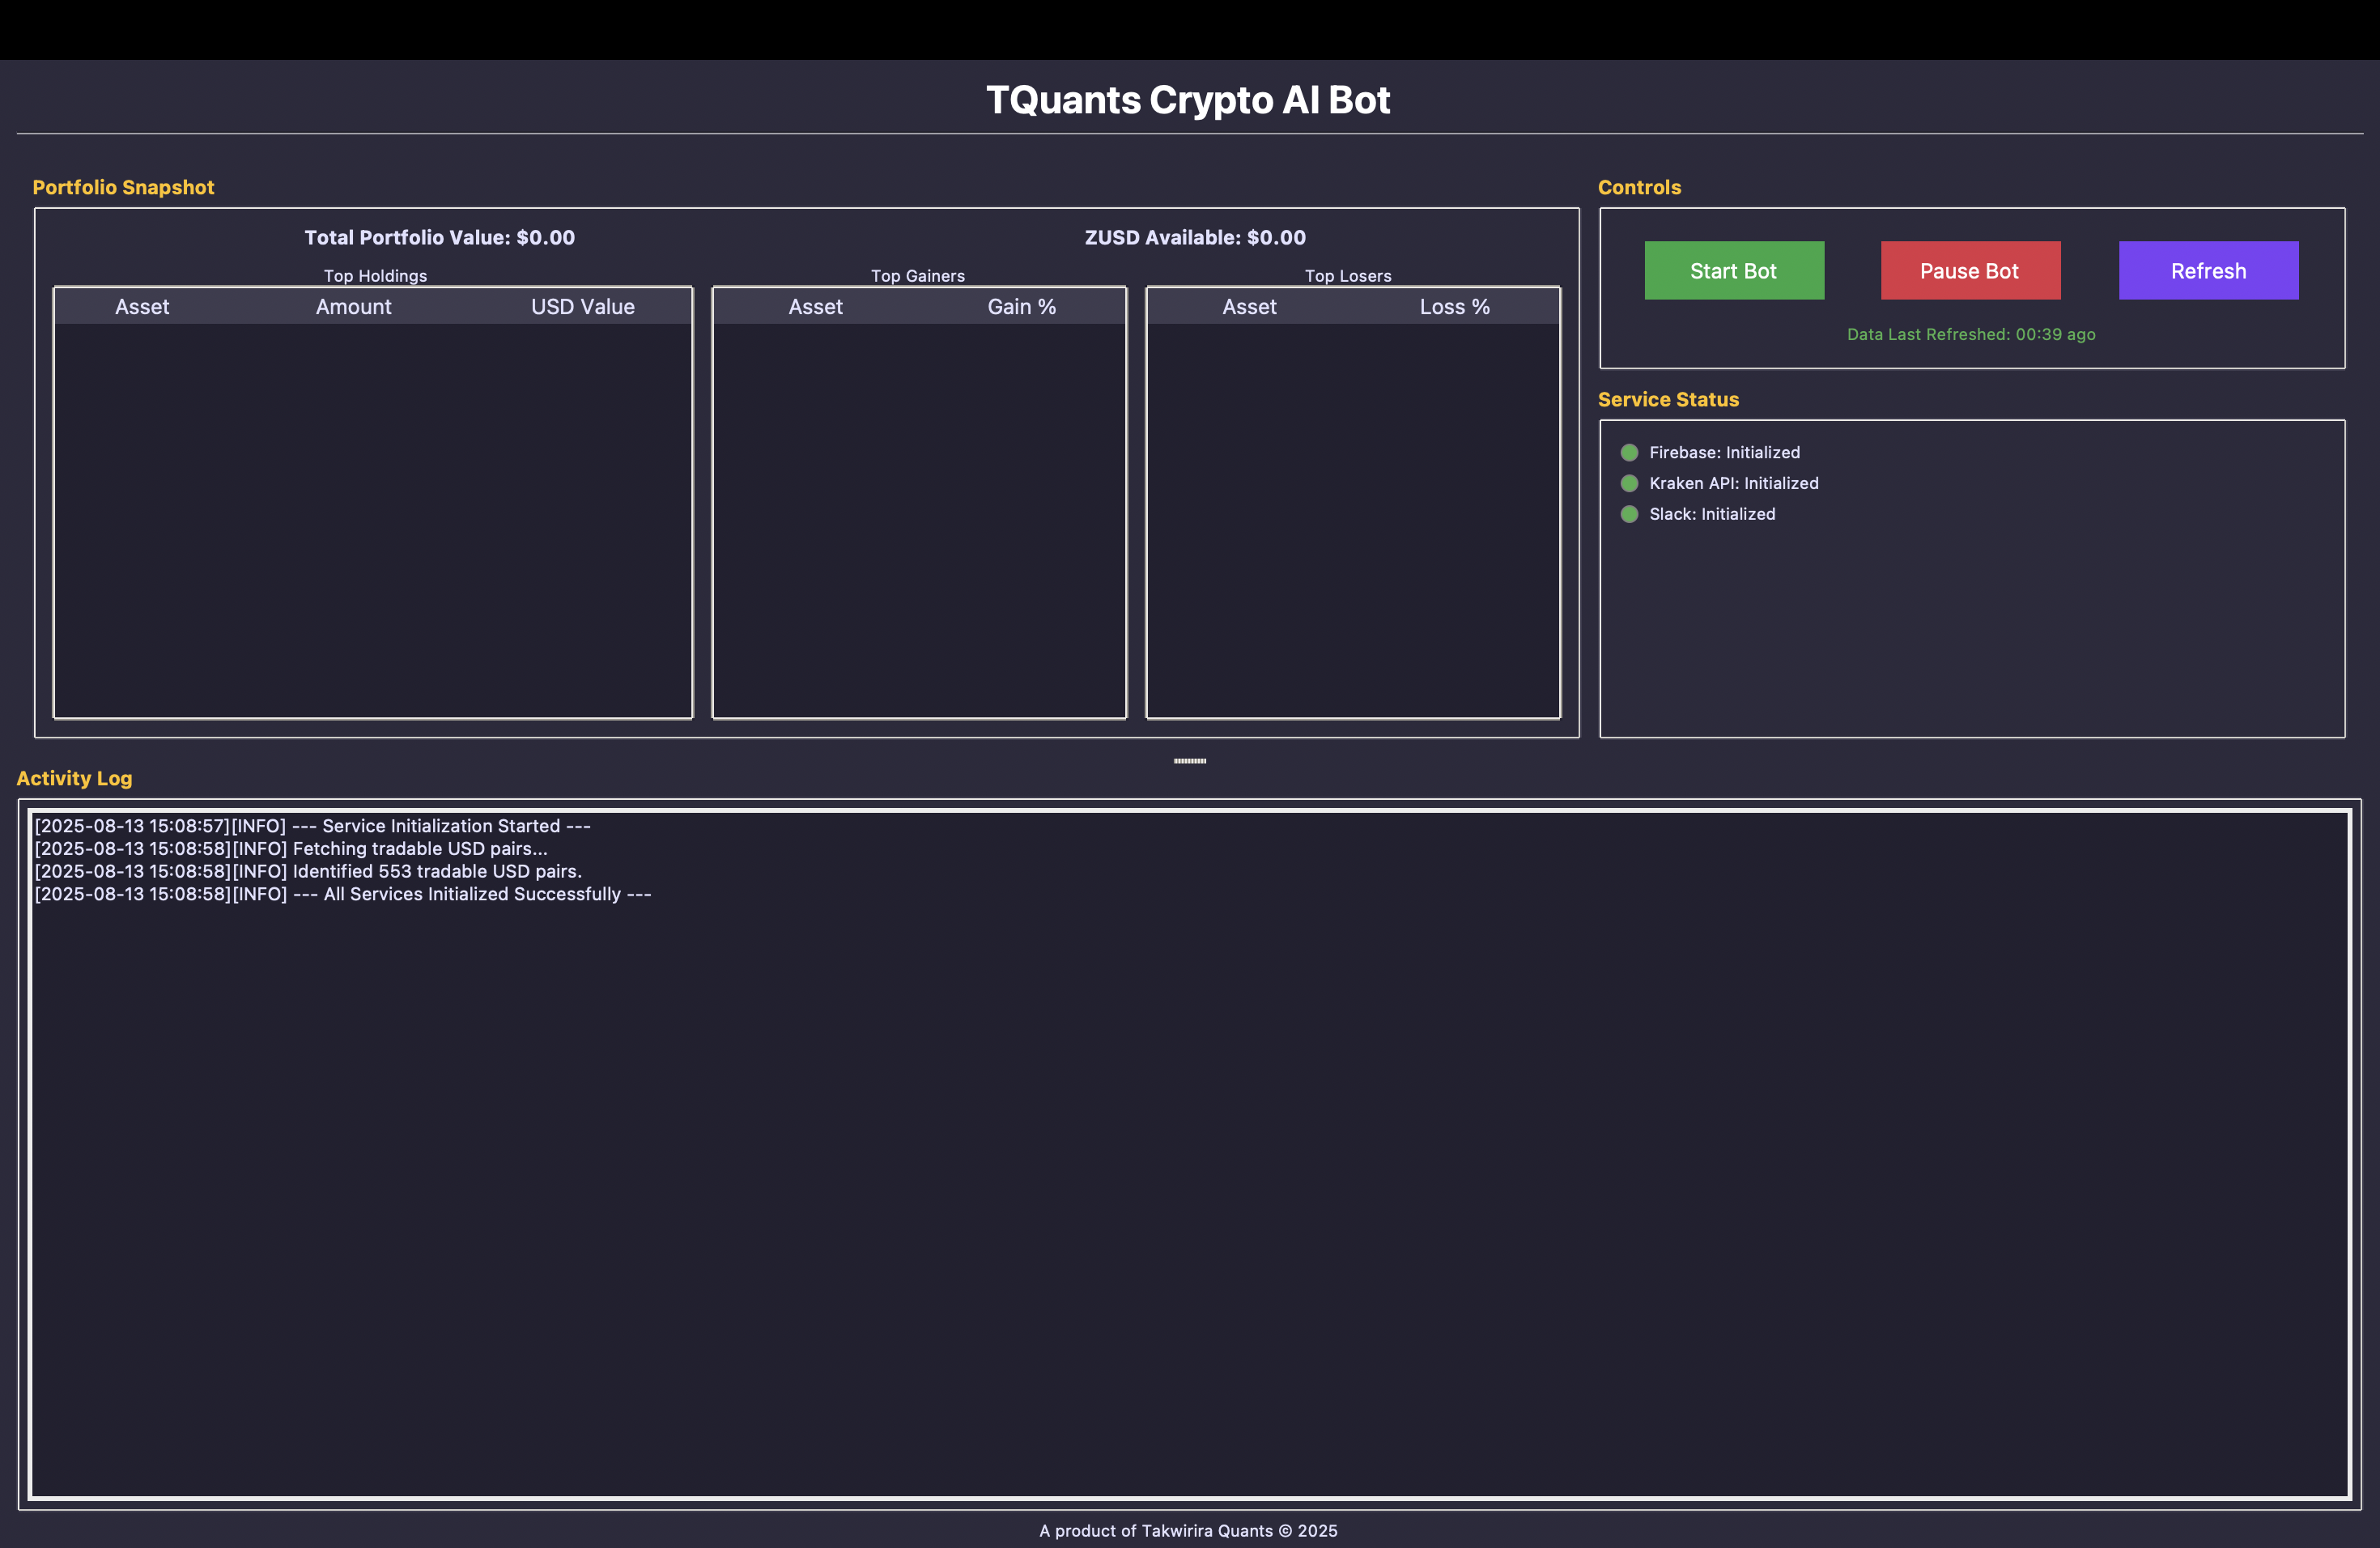 TQuants Crypto AI Bot
Portfolio Snapshot
Total Portfolio Value: $0.00
ZUSD Available: $0.00
Top Holdings
Asset Amount USD Value
Top Gainers
Asset Gain %
Top Losers
Asset Loss %
Controls
Start Bot
Pause Bot
Refresh
Data Last Refreshed: 00:39 ago
Service Status
Firebase: Initialized
Kraken API: Initialized
Slack: Initialized
Activity Log
[2025-08-13 15:08:57][INFO] --- Service Initialization Started ---
[2025-08-13 15:08:58][INFO] Fetching tradable USD pairs...
[2025-08-13 15:08:58][INFO] Identified 553 tradable USD pairs.
[2025-08-13 15:08:58][INFO] --- All Services Initialized Successfully ---
A product of Takwirira Quants © 2025